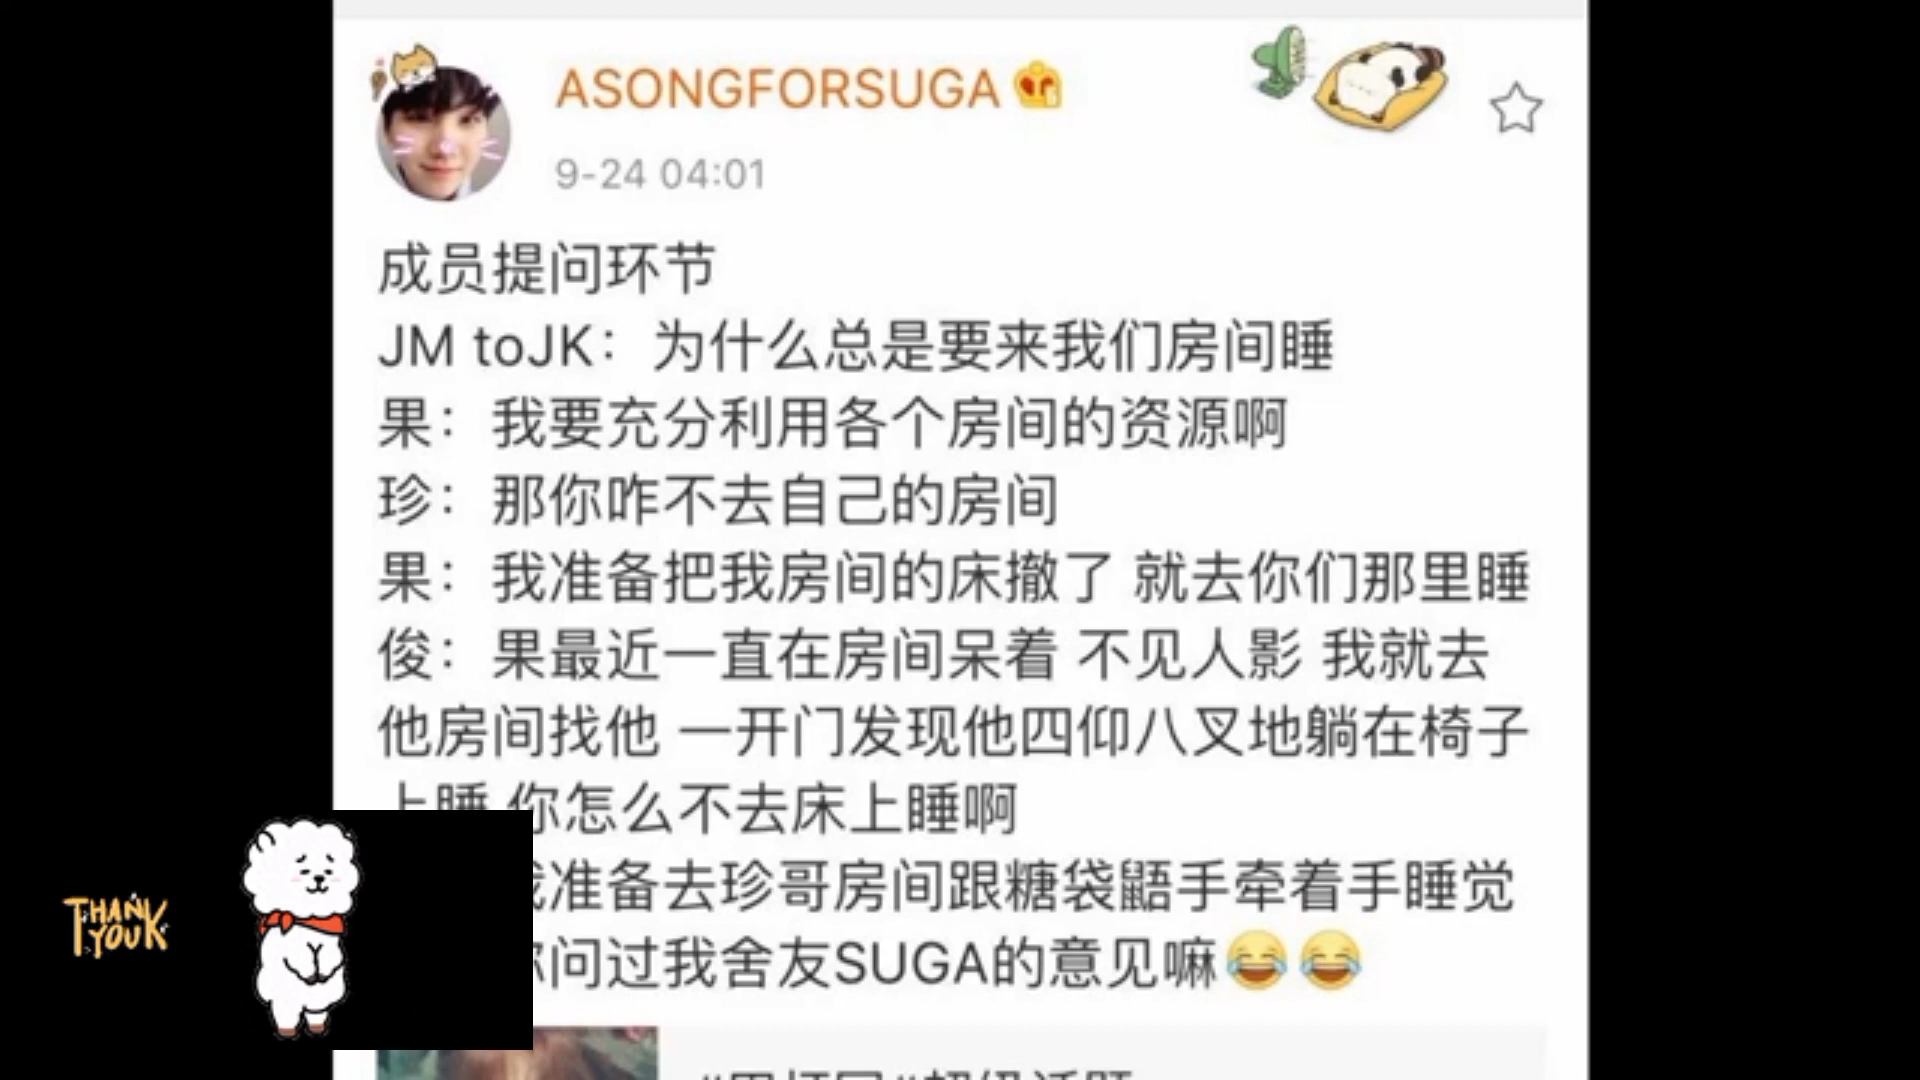 ASONGFORSUGA
9-24 04:01
成员提问环节
JM toJK：为什么总是要来我们房间睡
果：我要充分利用各个房间的资源啊
珍：那你咋不去自己的房间
果：我准备把我房间的床撤了 就去你们那里睡
俊：果最近一直在房间呆着 不见人影 我就去
他房间找他 一开门发现他四仰八叉地躺在椅子
上睡 你怎么不去床上睡啊
我准备去珍哥房间跟糖袋鼯手牵着手睡觉
你问过我舍友SUGA的意见嘛😂😂
THANK
YOU